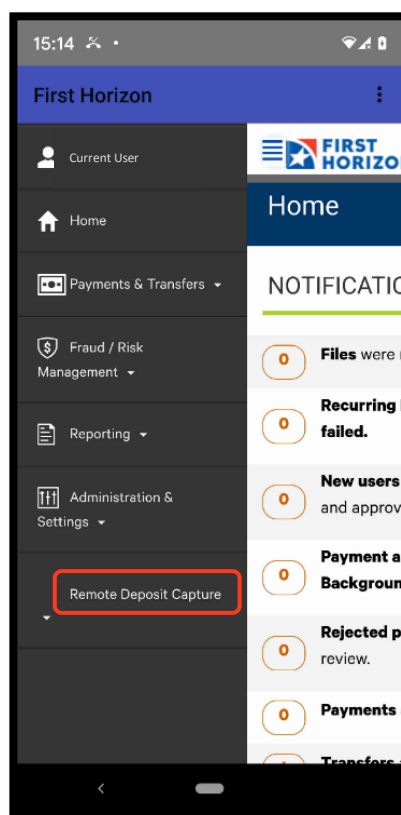 15:14
First Horizon
Current User
Home
Payments & Transfers
Fraud / Risk
Management
Reporting
Administration &
Settings
Remote Deposit Capture
FIRST
HORIZO
Home
NOTIFICATIO
0 Files were
0 Recurring
failed.
0 New users
and approv
0 Payment a
Backgroun
0 Rejected p
review.
0 Payments
Transfers